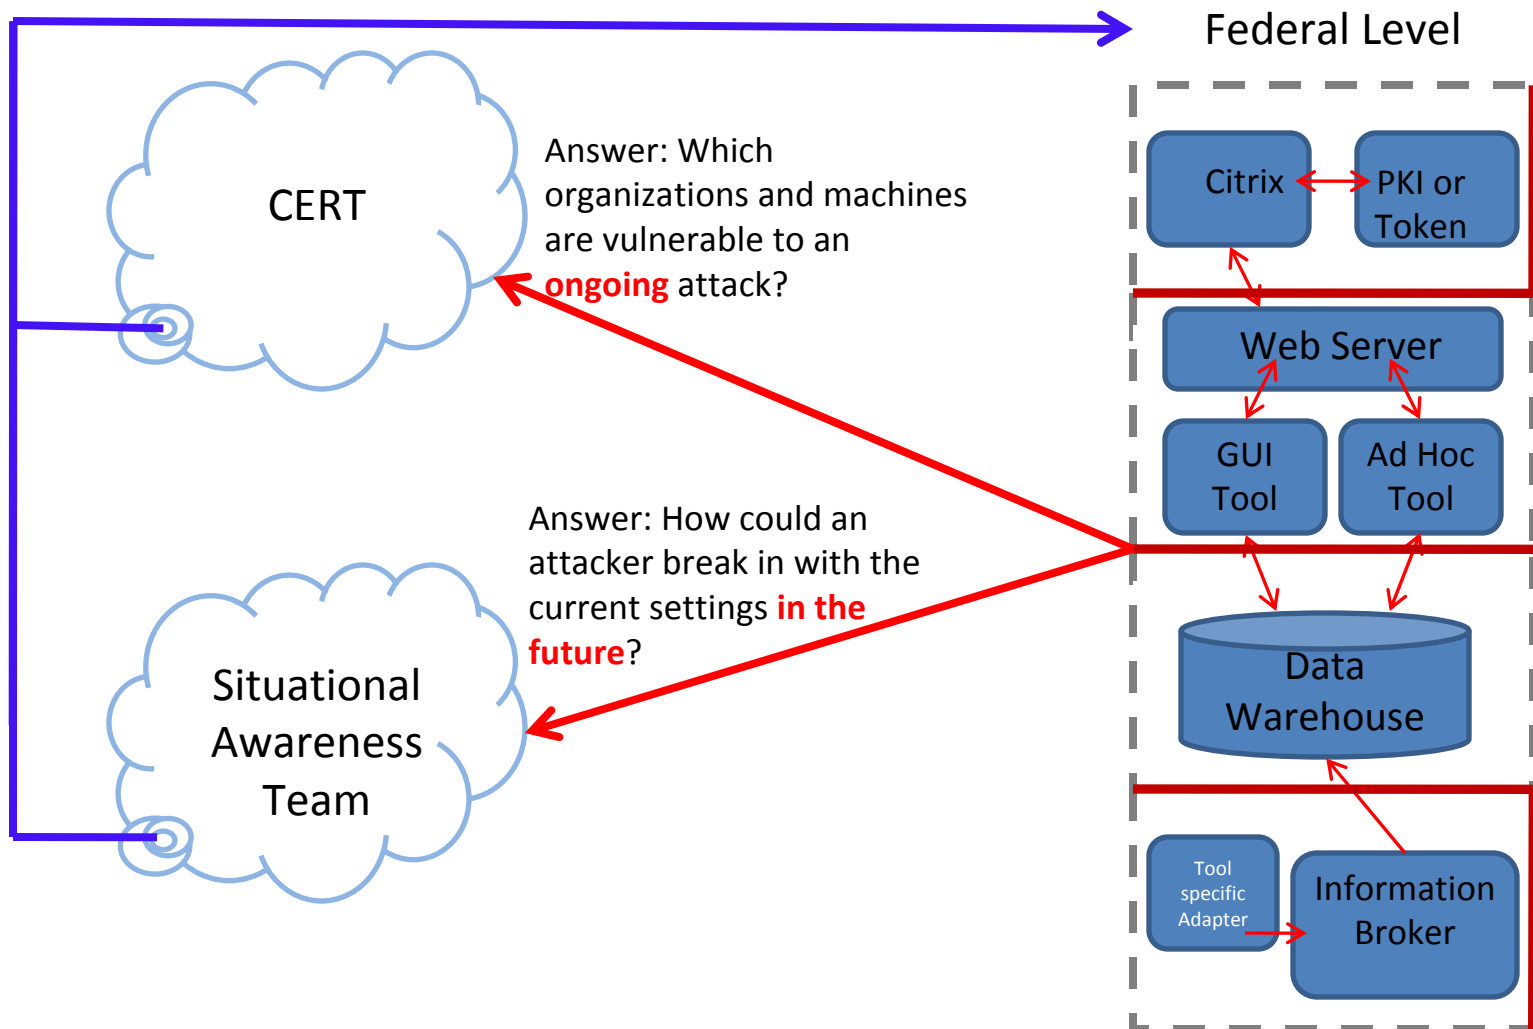 Federal Level
CERT
Answer: Which
organizations and machines
are vulnerable to an
ongoing attack?
Citrix
PKI or
Token
Web Server
GUI
Tool
Ad Hoc
Tool
Answer: How could an
attacker break in with the
current settings in the
future?
Situational
Awareness
Team
Data
Warehouse
Tool
specific
Adapter
Information
Broker